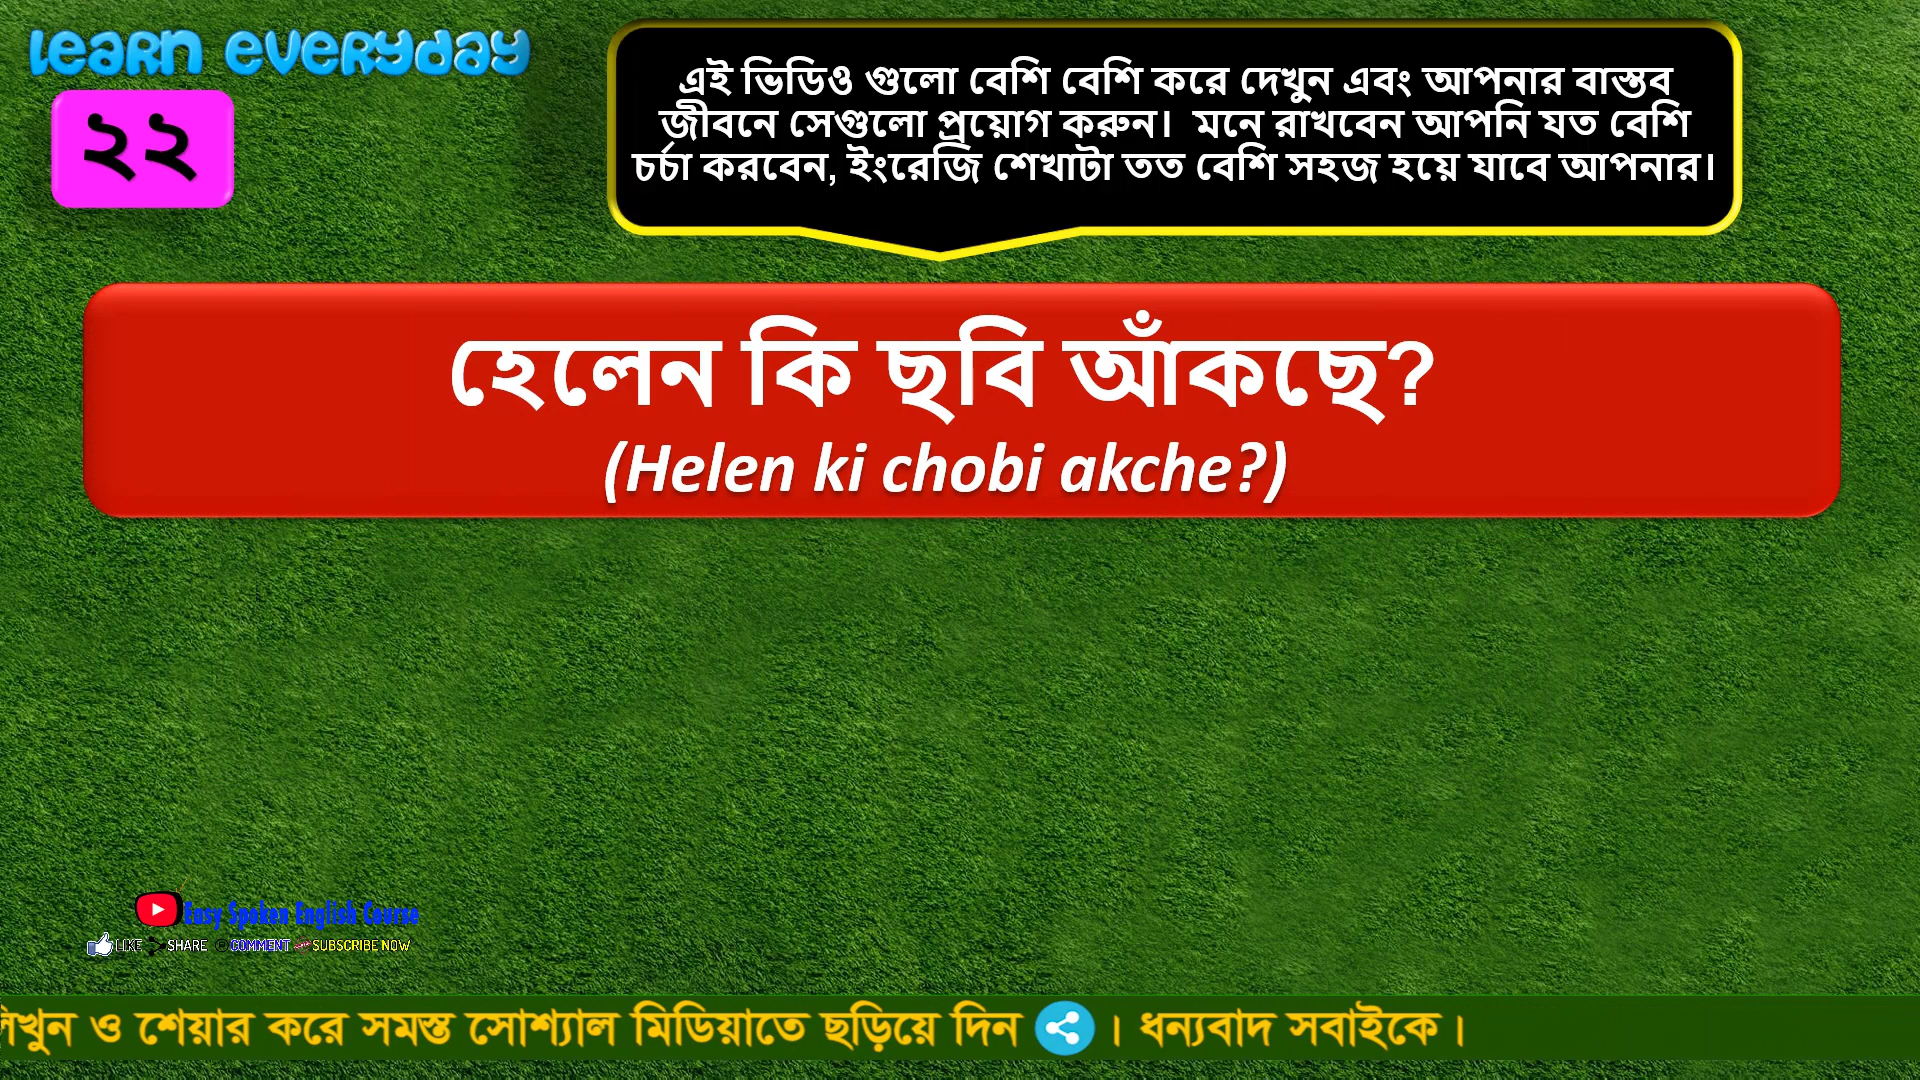 Learn Everyday
২২
এই ভিডিও গুলো বেশি বেশি করে দেখুন এবং আপনার বাস্তব
জীবনে সেগুলো প্রয়োগ করুন। মনে রাখবেন আপনি যত বেশি
চর্চা করবেন, ইংরেজি শেখাটা তত বেশি সহজ হয়ে যাবে আপনার।
হেলেন কি ছবি আঁকছে?
(Helen ki chobi akche?)
Easy Spoken English Course
LIKE SHARE COMMENT SUBSCRIBE NOW
ও শেয়ার করে সমস্ত সোশ্যাল মিডিয়াতে ছড়িয়ে দিন । ধন্যবাদ সবাইকে।